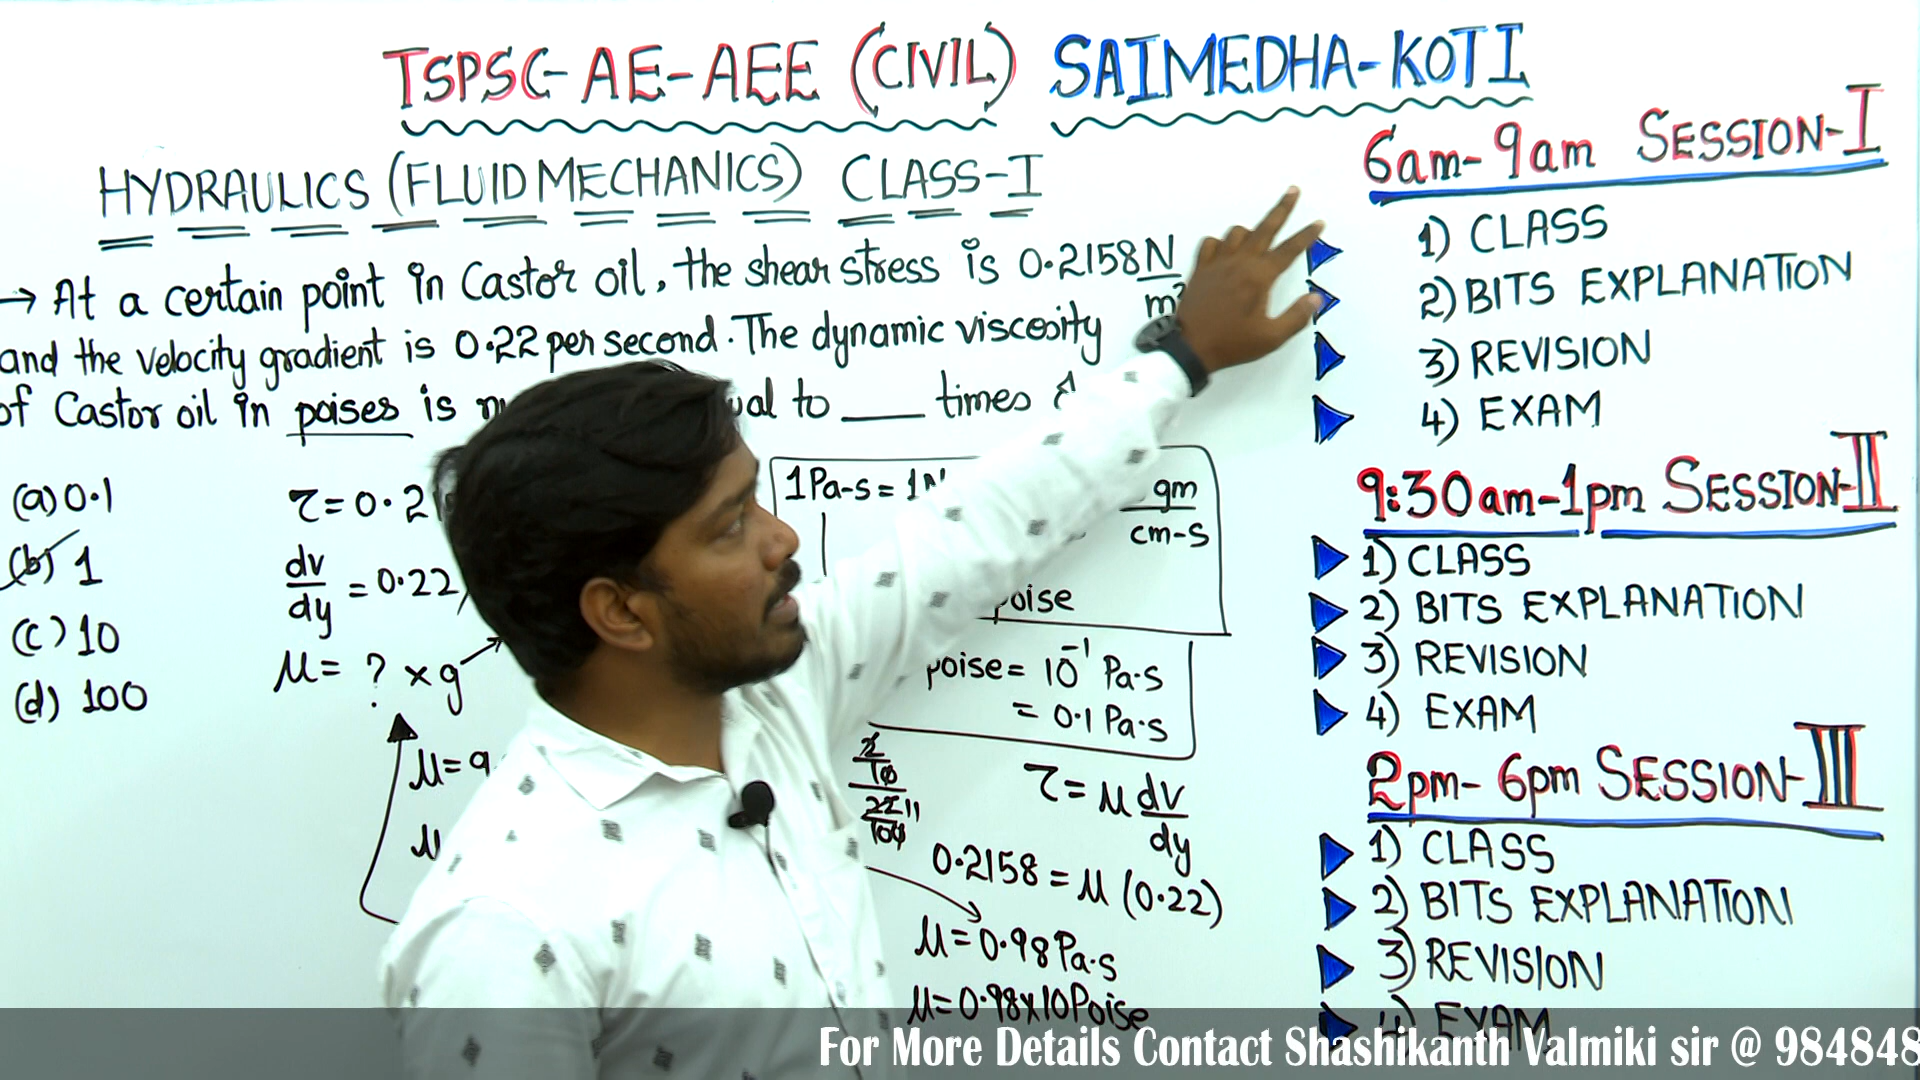 TSPSC-AE-AEE (CIVIL) SAIMEDHA-KOTI
HYDRAULICS (FLUID MECHANICS) CLASS-I
→ At a certain point in Castor oil, the shear stress is 0.2158 N
m²
and the velocity gradient is 0.22 per second. The dynamic viscosity
of Castor oil in poises is to ___ times
(a) 0.1
(b) 1
(c) 10
(d) 100
τ = 0.2
dv
dy
= 0.22
μ = ? × g
μ = 9
μ
1Pa-s = 1
gm
cm-s
poise
poise = 10⁻¹ Pa-s
= 0.1 Pa-s
τ = μ dv
dy
0.2158 = μ (0.22)
μ = 0.98 Pa-s
μ = 0.98×10 Poise
6am-9am SESSION-I
1) CLASS
2) BITS EXPLANATION
3) REVISION
4) EXAM
9:30am-1pm SESSION-II
1) CLASS
2) BITS EXPLANATION
3) REVISION
4) EXAM
2pm-6pm SESSION-III
1) CLASS
2) BITS EXPLANATION
3) REVISION
4) EXAM
For More Details Contact Shashikanth Valmiki sir @ 984848